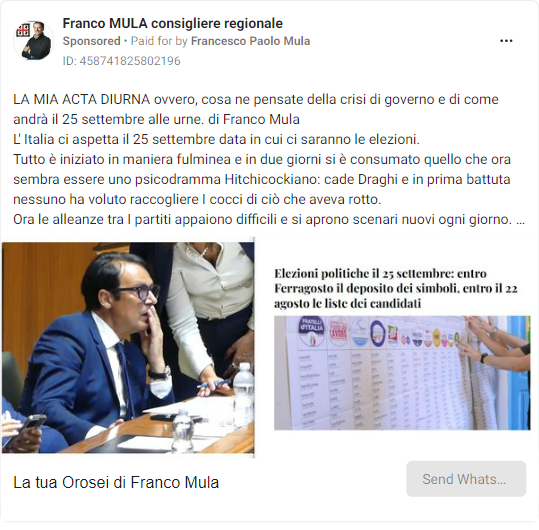 Franco MULA consigliere regionale
Sponsored • Paid for by Francesco Paolo Mula
ID: 458741825802196
LA MIA ACTA DIURNA ovvero, cosa ne pensate della crisi di governo e di come
andrà il 25 settembre alle urne. di Franco Mula
L' Italia ci aspetta il 25 settembre data in cui ci saranno le elezioni.
Tutto è iniziato in maniera fulminea e in due giorni si è consumato quello che ora
sembra essere uno psicodramma Hitchicockiano: cade Draghi e in prima battuta
nessuno ha voluto raccogliere I cocci di ciò che aveva rotto.
Ora le alleanze tra I partiti appaiono difficili e si aprono scenari nuovi ogni giorno. ...
Elezioni politiche il 25 settembre: entro
Ferragosto il deposito dei simboli, entro il 22
agosto le liste dei candidati
FRATELLI
d'ITALIA
La tua Orosei di Franco Mula
Send Whats...